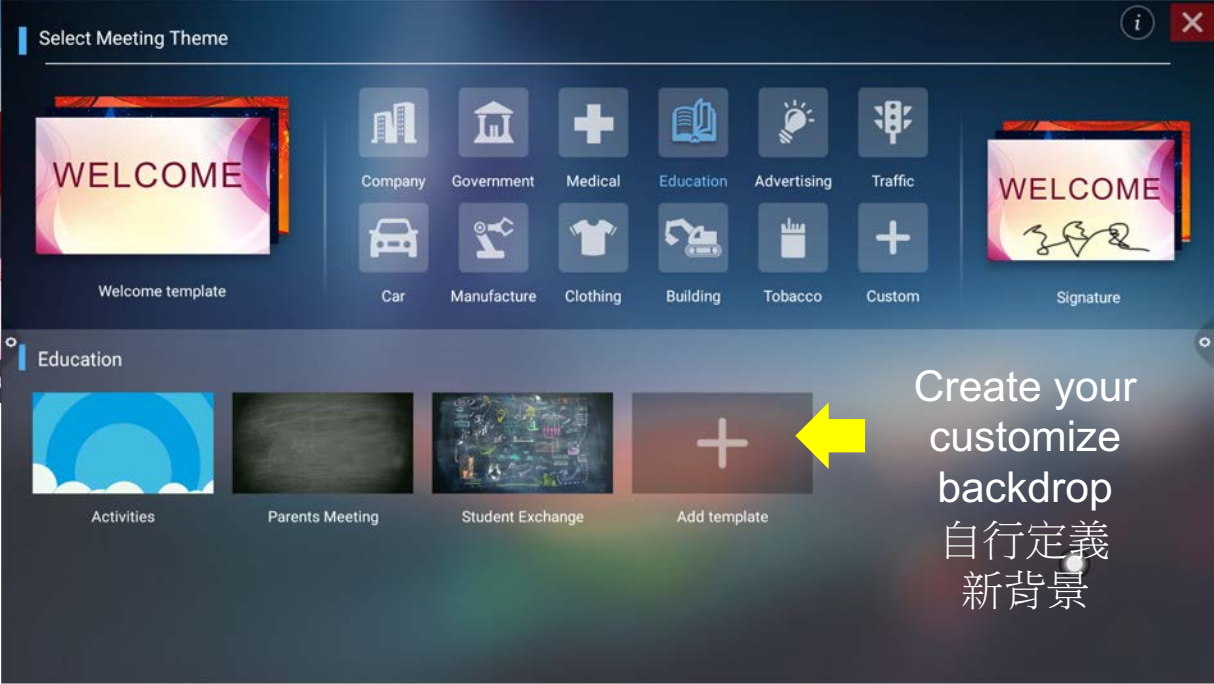 Select Meeting Theme
i
WELCOME
Welcome template
Company Government Medical Education Advertising Traffic
Car Manufacture Clothing Building Tobacco Custom
WELCOME
Signature
Education
Activities Parents Meeting Student Exchange Add template
Create your
customize
backdrop
自行定義
新背景